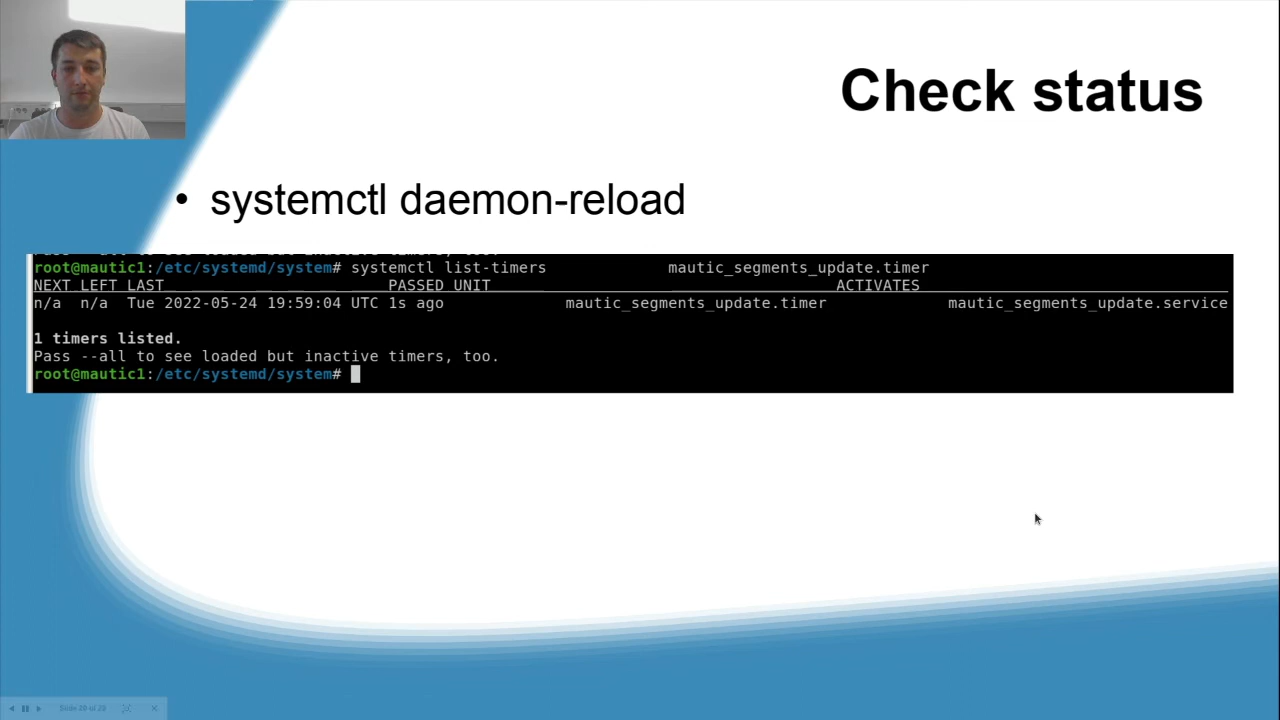 Check status
• systemctl daemon-reload
root@mautic1:/etc/systemd/system# systemctl list-timers mautic_segments_update.timer
NEXT LEFT LAST PASSED UNIT ACTIVATES
n/a n/a Tue 2022-05-24 19:59:04 UTC 1s ago mautic_segments_update.timer mautic_segments_update.service
1 timers listed.
Pass --all to see loaded but inactive timers, too.
root@mautic1:/etc/systemd/system#